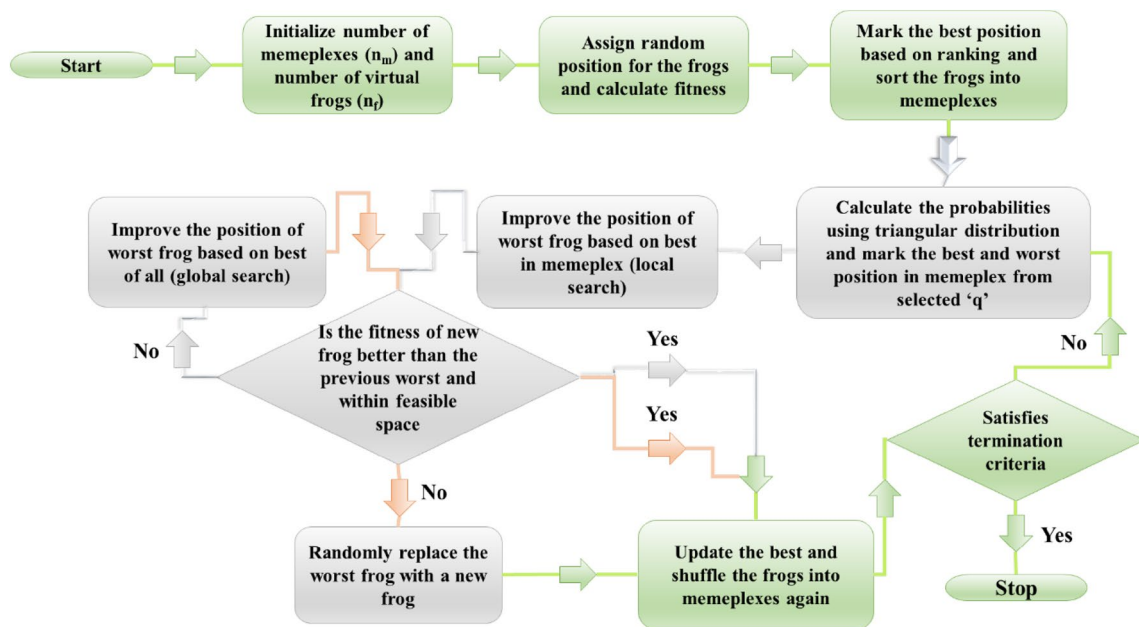 Start
Initialize number of
memeplexes (nm) and
number of virtual
frogs (nf)
Assign random
position for the frogs
and calculate fitness
Mark the best position
based on ranking and
sort the frogs into
memeplexes
Improve the position of
worst frog based on best
of all (global search)
Improve the position of
worst frog based on best
in memeplex (local
search)
Calculate the probabilities
using triangular distribution
and mark the best and worst
position in memeplex from
selected ‘q’
No
Is the fitness of new
frog better than the
previous worst and
within feasible
space
Yes
Yes
No
Satisfies
termination
criteria
No
Yes
Randomly replace the
worst frog with a new
frog
Update the best and
shuffle the frogs into
memeplexes again
Stop